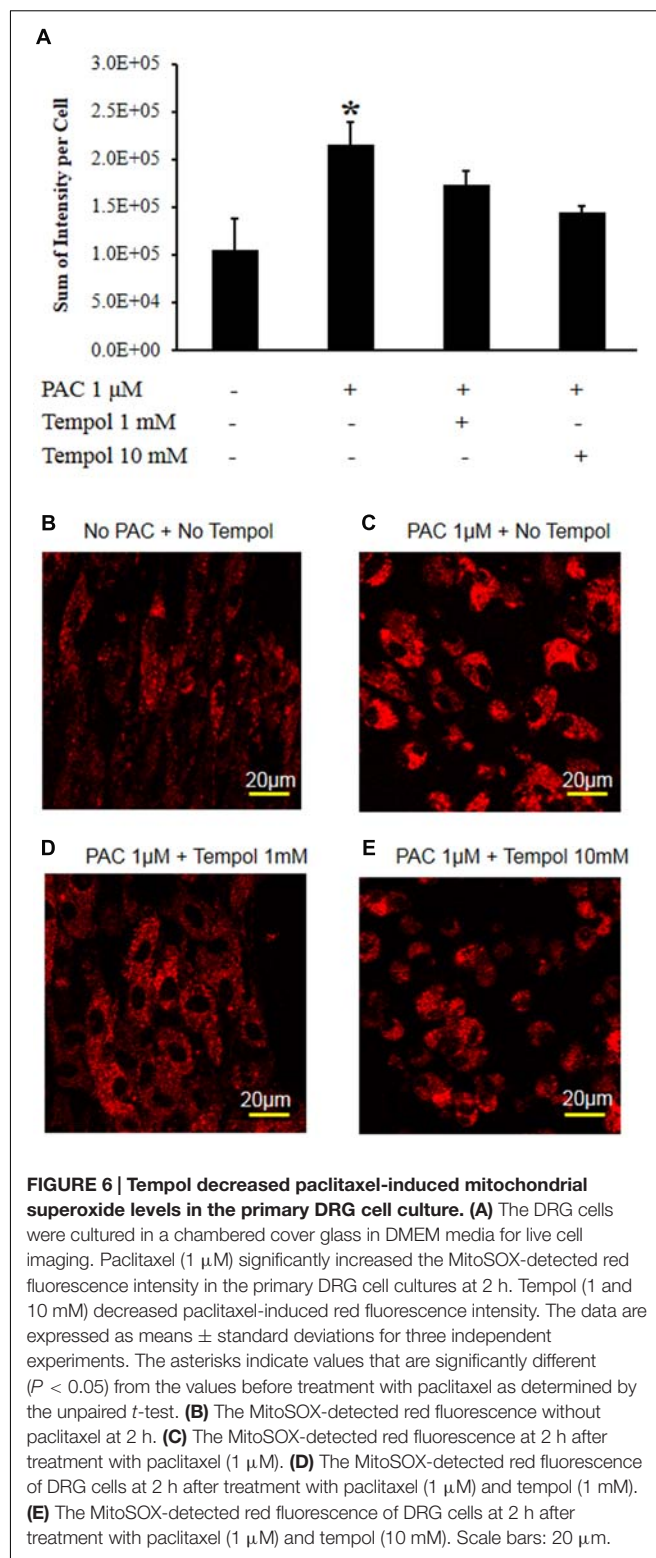 A
3.0E+05
2.5E+05
2.0E+05
1.5E+05
1.0E+05
5.0E+04
0.0E+00
Sum of Intensity per Cell
*
PAC 1 μM - + + +
Tempol 1 mM - - + -
Tempol 10 mM - - - +
B No PAC + No Tempol
C PAC 1μM + No Tempol
20μm
20μm
D PAC 1μM + Tempol 1mM
E PAC 1μM + Tempol 10mM
20μm
20μm
FIGURE 6 | Tempol decreased paclitaxel-induced mitochondrial
superoxide levels in the primary DRG cell culture. (A) The DRG cells
were cultured in a chambered cover glass in DMEM media for live cell
imaging. Paclitaxel (1 μM) significantly increased the MitoSOX-detected red
fluorescence intensity in the primary DRG cell cultures at 2 h. Tempol (1 and
10 mM) decreased paclitaxel-induced red fluorescence intensity. The data are
expressed as means ± standard deviations for three independent
experiments. The asterisks indicate values that are significantly different
(P < 0.05) from the values before treatment with paclitaxel as determined by
the unpaired t-test. (B) The MitoSOX-detected red fluorescence without
paclitaxel at 2 h. (C) The MitoSOX-detected red fluorescence at 2 h after
treatment with paclitaxel (1 μM). (D) The MitoSOX-detected red fluorescence
of DRG cells at 2 h after treatment with paclitaxel (1 μM) and tempol (1 mM).
(E) The MitoSOX-detected red fluorescence of DRG cells at 2 h after
treatment with paclitaxel (1 μM) and tempol (10 mM). Scale bars: 20 μm.